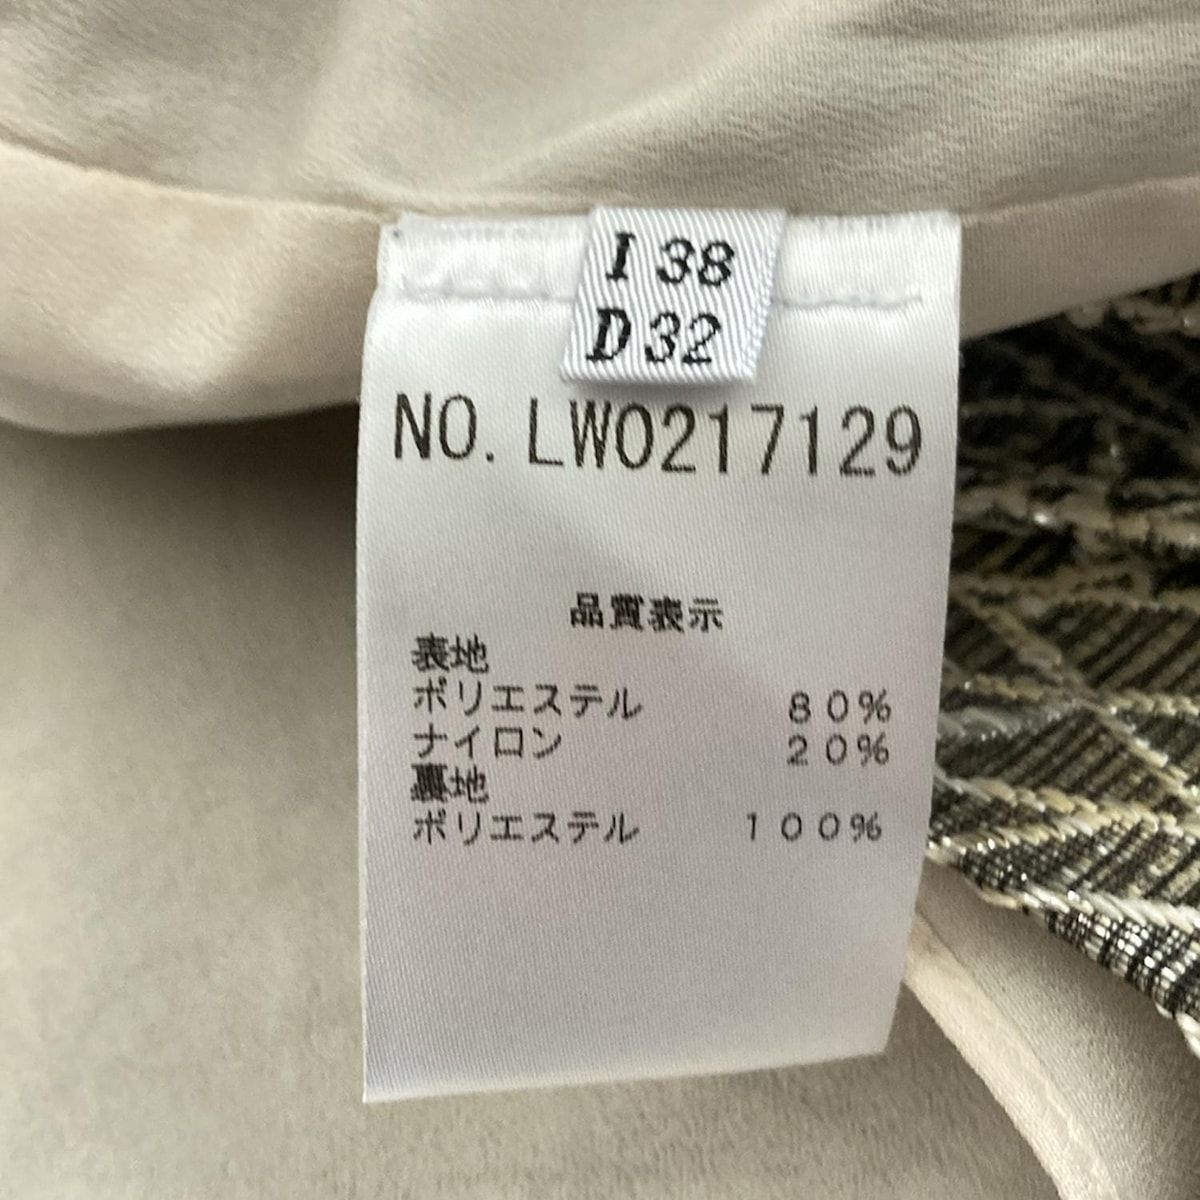 I 38
D 32
NO. LW0217129
品質表示
表地
ポリエステル 80%
ナイロン 20%
裏地
ポリエステル 100%